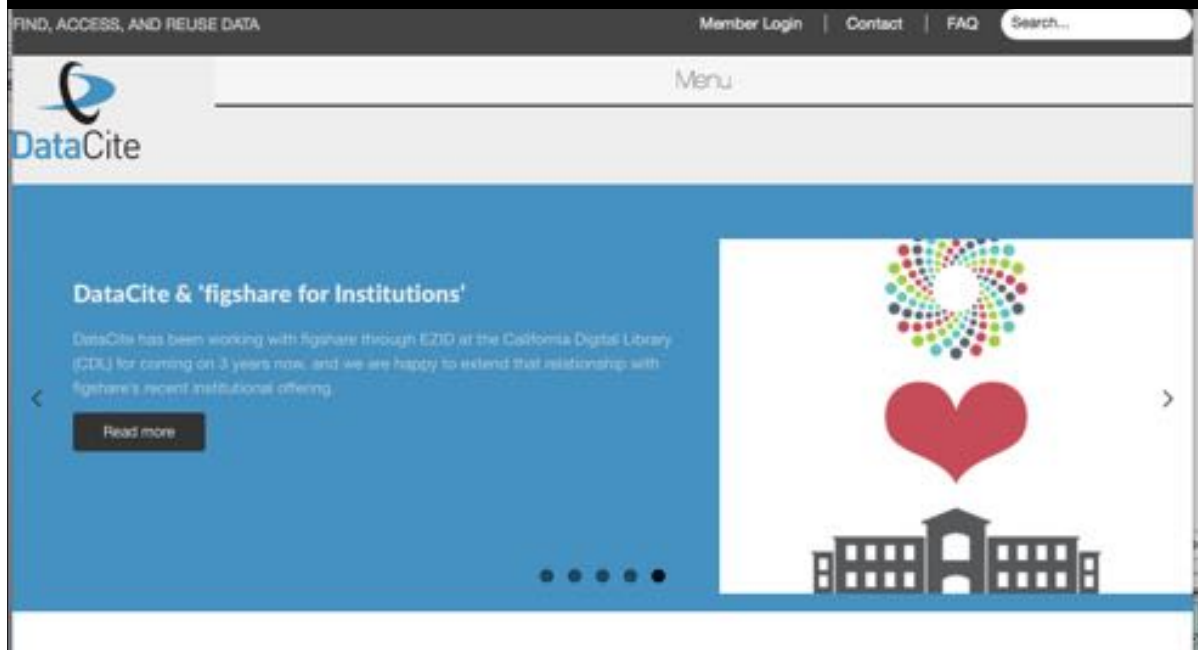 FIND, ACCESS, AND REUSE DATA
Member Login | Contact | FAQ
Search...
Menu
DataCite
DataCite & 'figshare for Institutions'
DataCite has been working with figshare through EZID at the California Digital Library
(CDL) for coming on 3 years now, and we are happy to extend that relationship with
figshare's recent institutional offering.
Read more